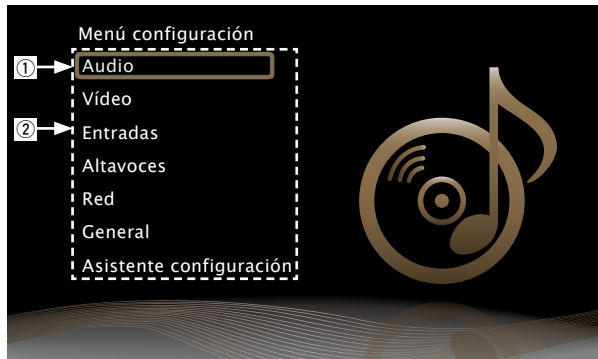 Menú configuración
① Audio
Vídeo
② Entradas
Altavoces
Red
General
Asistente configuración